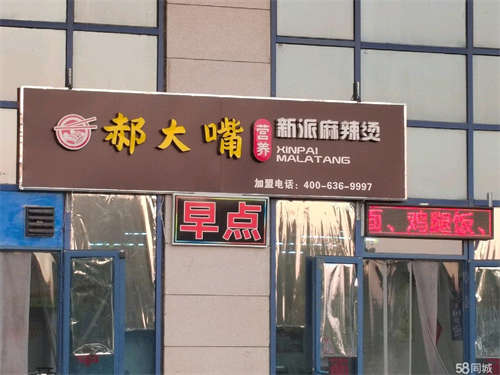 郝大嘴
营养
新派麻辣烫
XINPAI
MALATANG
加盟电话：400-636-9997
早点
面、鸡腿饭、
58同城